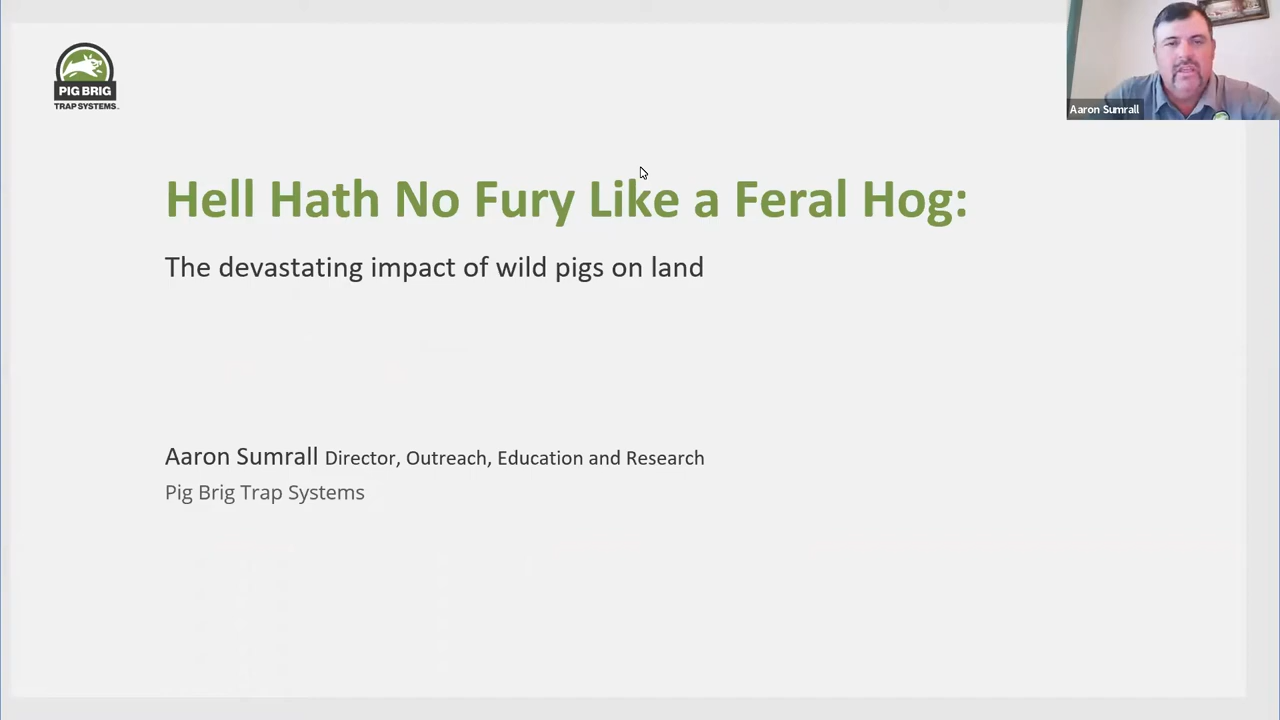 PIG BRIG
TRAP SYSTEMS
Aaron Sumrall
Hell Hath No Fury Like a Feral Hog:
The devastating impact of wild pigs on land
Aaron Sumrall Director, Outreach, Education and Research
Pig Brig Trap Systems